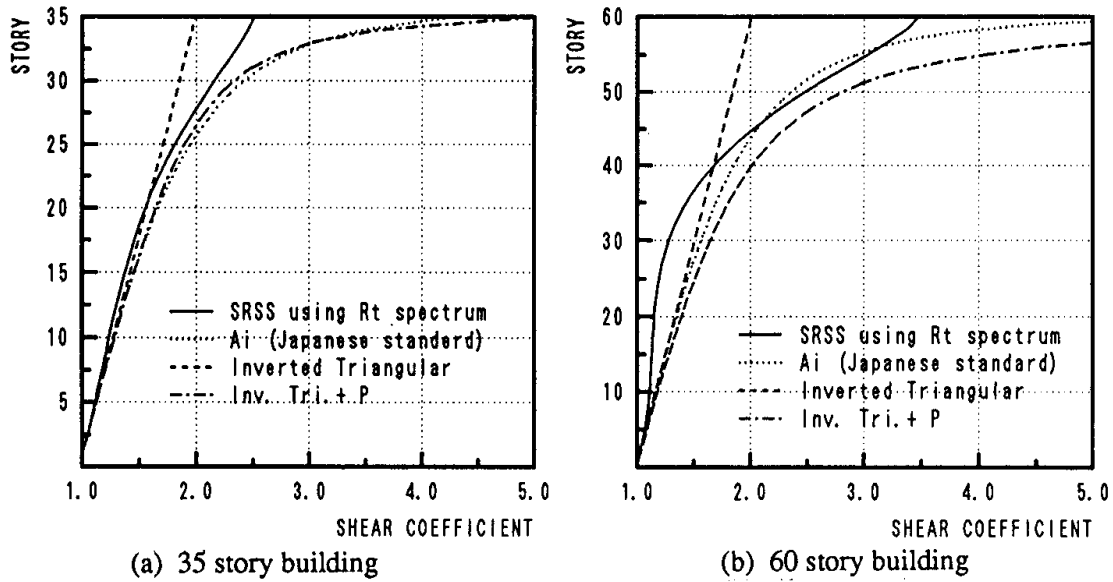 STORY
35
30
25
20
15
10
5
SRSS using Rt spectrum
Ai (Japanese standerd)
Inverted Triangular
Inv. Tri.+ P
1.0 2.0 3.0 4.0 5.0
SHEAR COEFFICIENT
(a) 35 story building
STORY
60
50
40
30
20
10
SRSS using Rt spectrum
Ai (Japanese standerd)
Inverted Triangular
Inv. Tri.+ P
1.0 2.0 3.0 4.0 5.0
SHEAR COEFFICIENT
(b) 60 story building